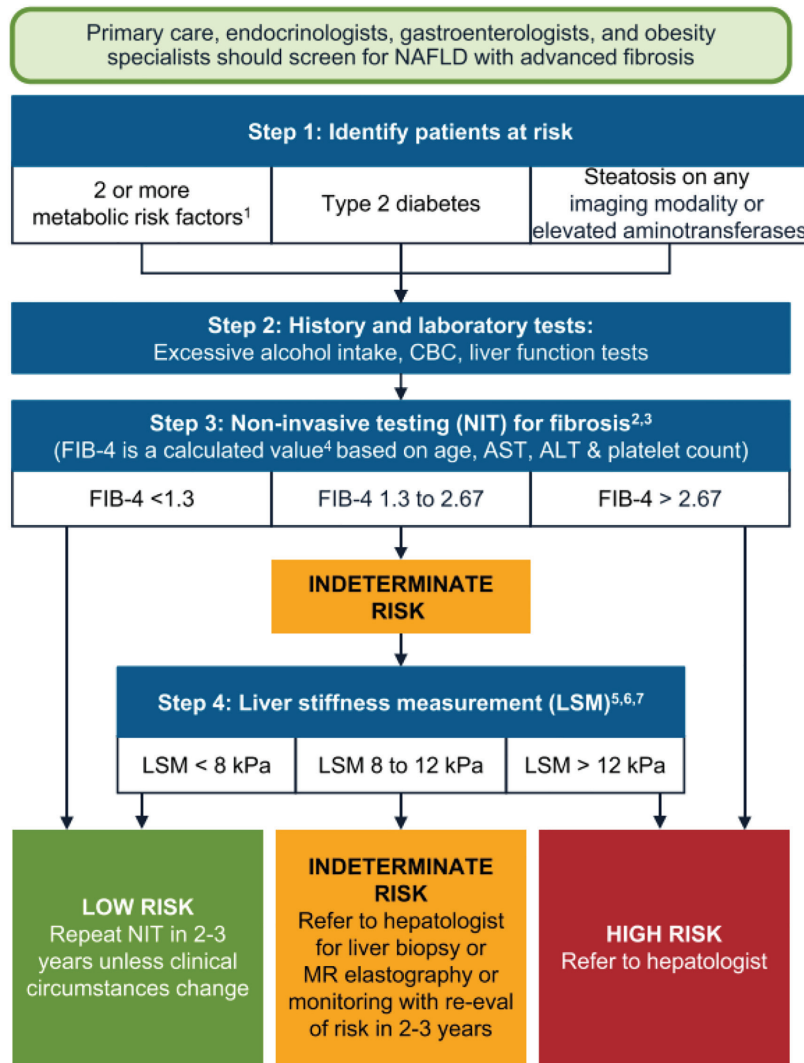 Primary care, endocrinologists, gastroenterologists, and obesity
specialists should screen for NAFLD with advanced fibrosis
Step 1: Identify patients at risk
2 or more
metabolic risk factors¹
Type 2 diabetes
Steatosis on any
imaging modality or
elevated aminotransferases
Step 2: History and laboratory tests:
Excessive alcohol intake, CBC, liver function tests
Step 3: Non-invasive testing (NIT) for fibrosis²,³
(FIB-4 is a calculated value⁴ based on age, AST, ALT & platelet count)
FIB-4 <1.3
FIB-4 1.3 to 2.67
FIB-4 > 2.67
INDETERMINATE
RISK
Step 4: Liver stiffness measurement (LSM)⁵,⁶,⁷
LSM < 8 kPa
LSM 8 to 12 kPa
LSM > 12 kPa
LOW RISK
Repeat NIT in 2-3
years unless clinical
circumstances change
INDETERMINATE
RISK
Refer to hepatologist
for liver biopsy or
MR elastography or
monitoring with re-eval
of risk in 2-3 years
HIGH RISK
Refer to hepatologist